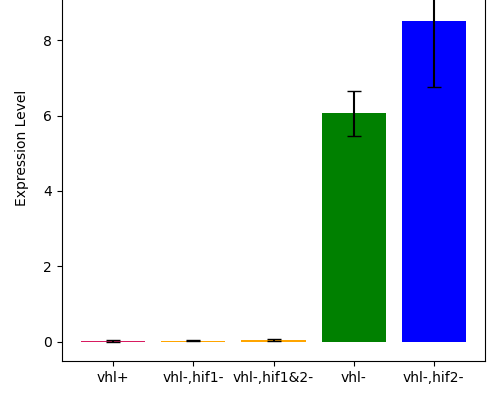 8
6
4
2
0
Expression Level
vhl+
vhl-,hif1-
vhl-,hif1&2-
vhl-
vhl-,hif2-